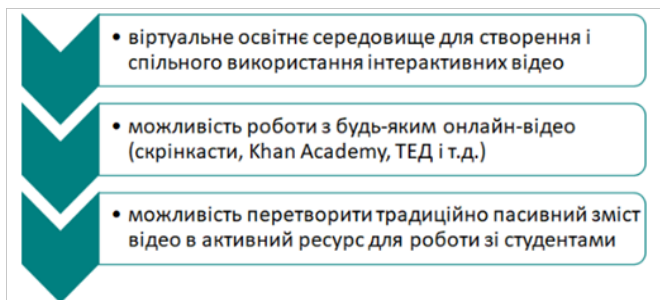 • віртуальне освітнє середовище для створення і
спільного використання інтерактивних відео
• можливість роботи з будь-яким онлайн-відео
(скрінкасти, Khan Academy, ТЕД і т.д.)
• можливість перетворити традиційно пасивний зміст
відео в активний ресурс для роботи зі студентами